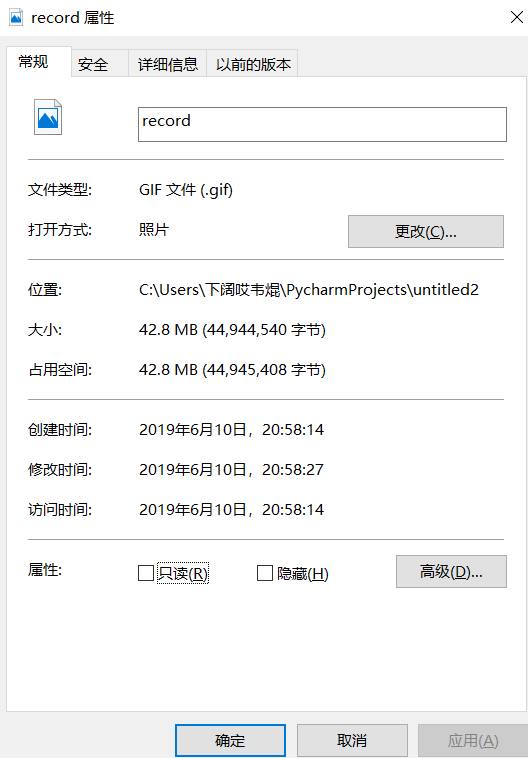 record 属性
常规 安全 详细信息 以前的版本
record
文件类型: GIF 文件 (.gif)
打开方式: 照片 更改(C)...
位置: C:\Users\下阔哎韦焜\PycharmProjects\untitled2
大小: 42.8 MB (44,944,540 字节)
占用空间: 42.8 MB (44,945,408 字节)
创建时间: 2019年6月10日，20:58:14
修改时间: 2019年6月10日，20:58:27
访问时间: 2019年6月10日，20:58:14
属性: 只读(R) 隐藏(H) 高级(D)...
确定 取消 应用(A)